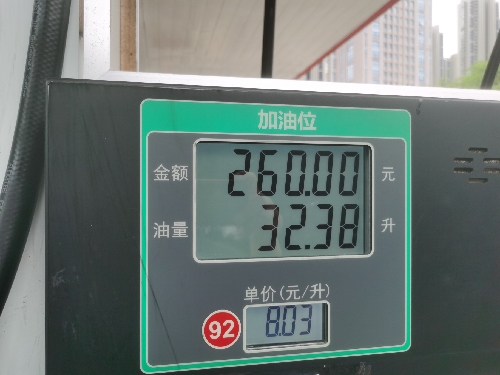 加油位
金额 260.00 元
油量 32.38 升
单价(元/升)
92 8.03